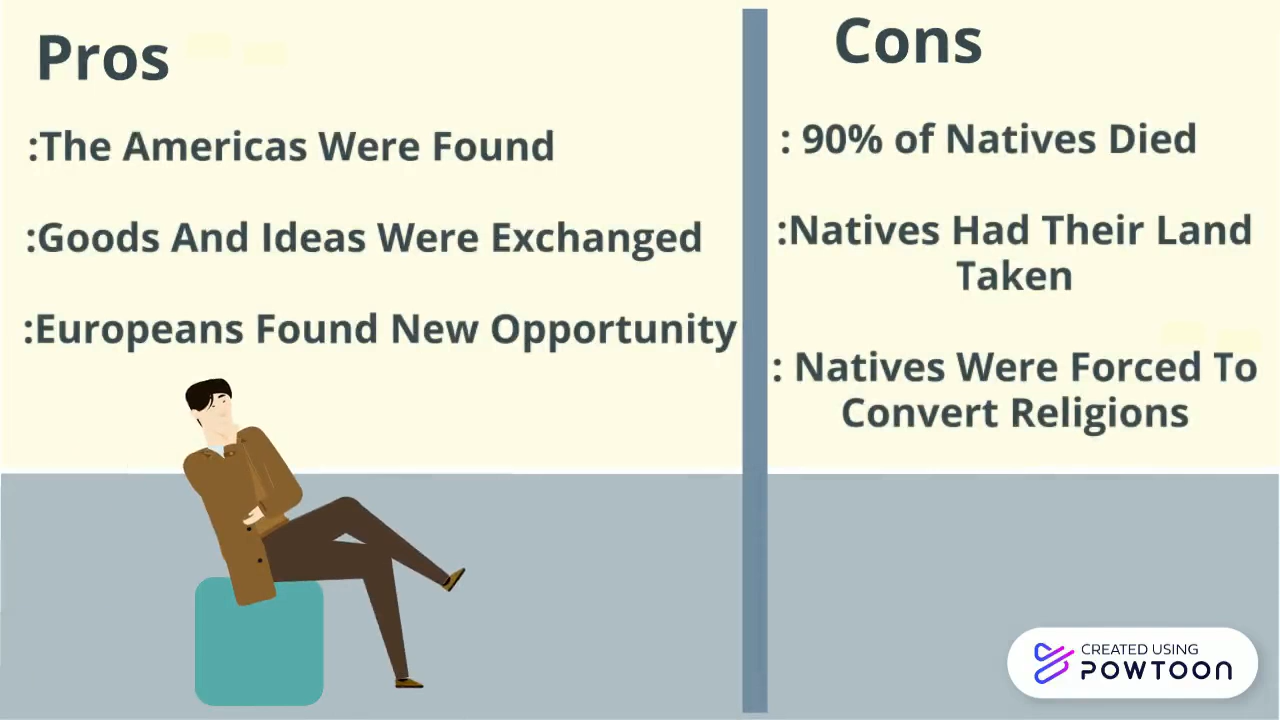 Pros
:The Americas Were Found
:Goods And Ideas Were Exchanged
:Europeans Found New Opportunity
Cons
: 90% of Natives Died
:Natives Had Their Land
Taken
: Natives Were Forced To
Convert Religions
CREATED USING
POWTOON